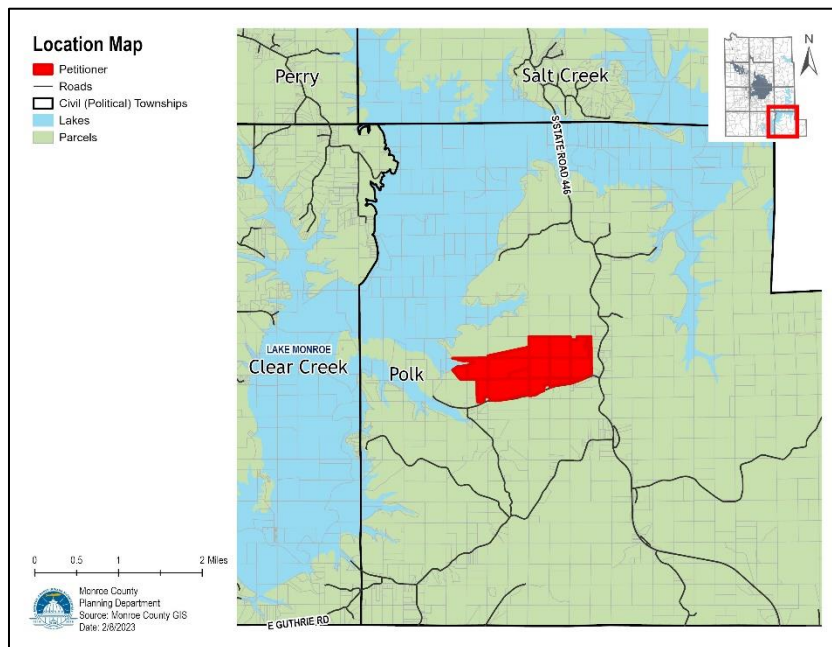 Location Map
Petitioner
Roads
Civil (Political) Townships
Lakes
Parcels
Perry
Salt Creek
N
S STATE ROAD 446
LAKE MONROE
Clear Creek
Polk
0 0.5 1 2 Miles
Monroe County
Planning Department
Source: Monroe County GIS
Date: 2/8/2023
E GUTHRIE RD